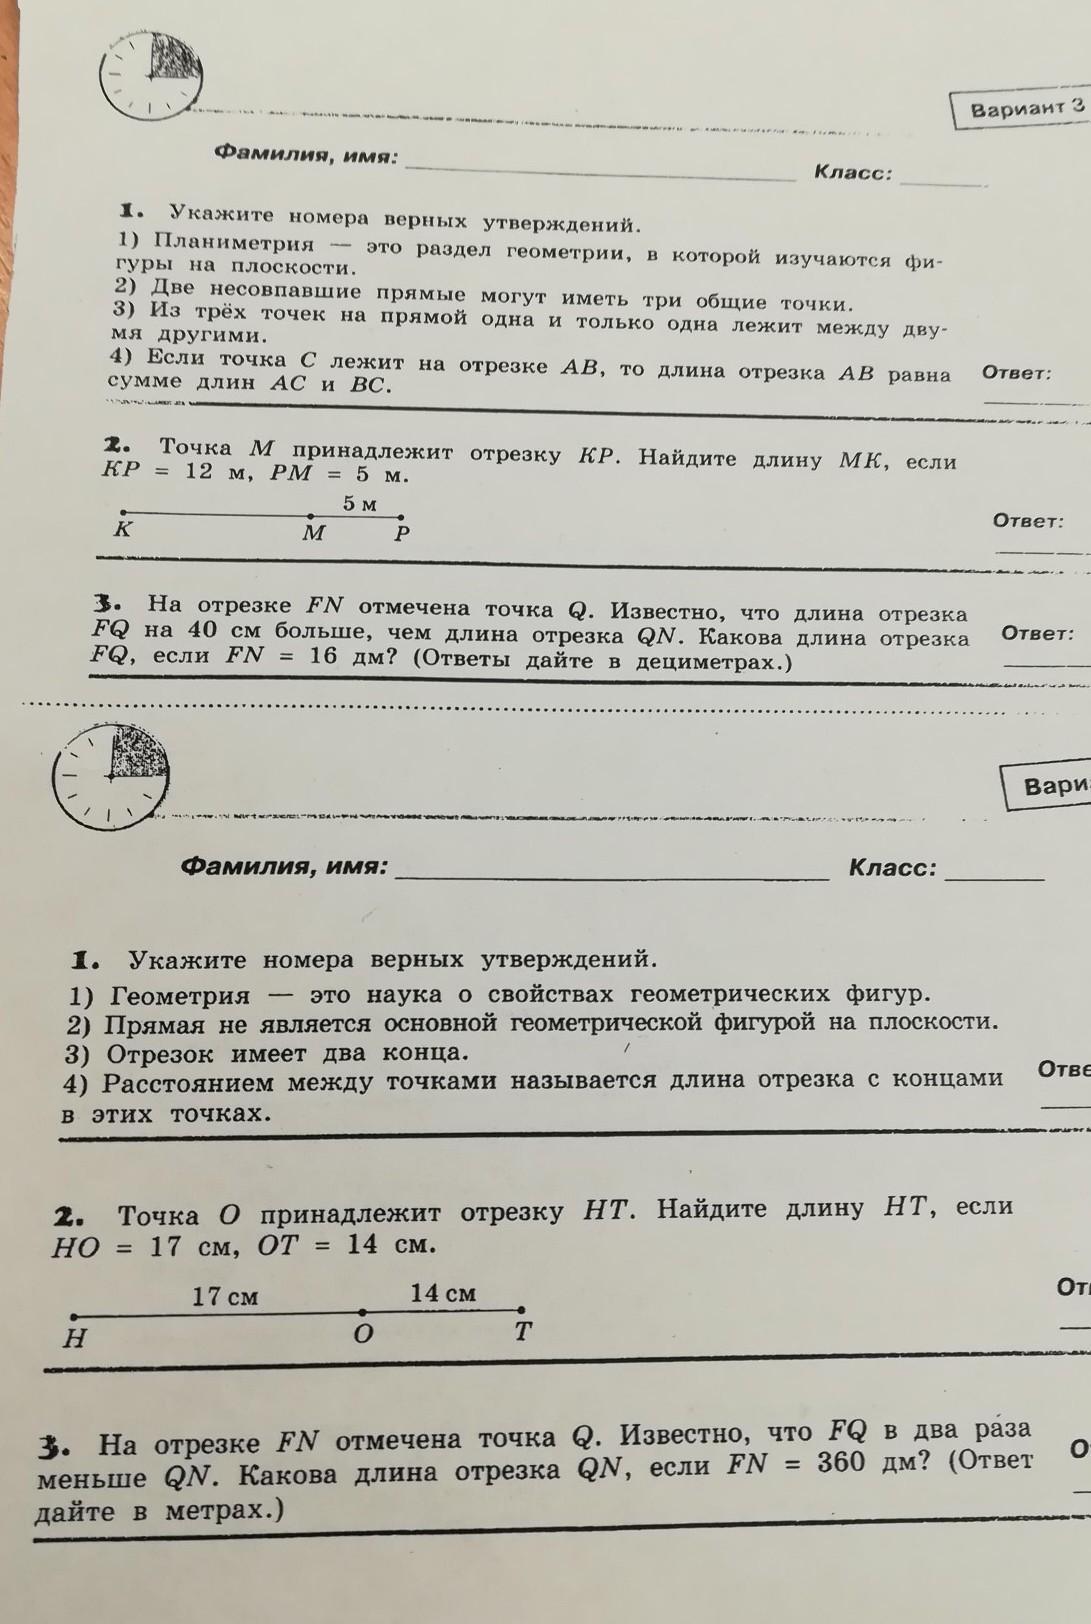 Вариант 3
Фамилия, имя:
Класс:
1. Укажите номера верных утверждений.
1) Планиметрия — это раздел геометрии, в которой изучаются фи-
гуры на плоскости.
2) Две несовпавшие прямые могут иметь три общие точки.
3) Из трёх точек на прямой одна и только одна лежит между дву-
мя другими.
4) Если точка C лежит на отрезке AB, то длина отрезка AB равна
сумме длин AC и BC.
Ответ:
2. Точка M принадлежит отрезку KP. Найдите длину MK, если
KP = 12 м, PM = 5 м.
5 м
K M P
Ответ:
3. На отрезке FN отмечена точка Q. Известно, что длина отрезка
FQ на 40 см больше, чем длина отрезка QN. Какова длина отрезка
FQ, если FN = 16 дм? (Ответы дайте в дециметрах.)
Ответ:
Вари
Фамилия, имя:
Класс:
1. Укажите номера верных утверждений.
1) Геометрия — это наука о свойствах геометрических фигур.
2) Прямая не является основной геометрической фигурой на плоскости.
3) Отрезок имеет два конца.
4) Расстоянием между точками называется длина отрезка с концами
в этих точках.
Отве
2. Точка O принадлежит отрезку HT. Найдите длину HT, если
HO = 17 см, OT = 14 см.
17 см 14 см
H O T
От
3. На отрезке FN отмечена точка Q. Известно, что FQ в два раза
меньше QN. Какова длина отрезка QN, если FN = 360 дм? (Ответ
дайте в метрах.)
О